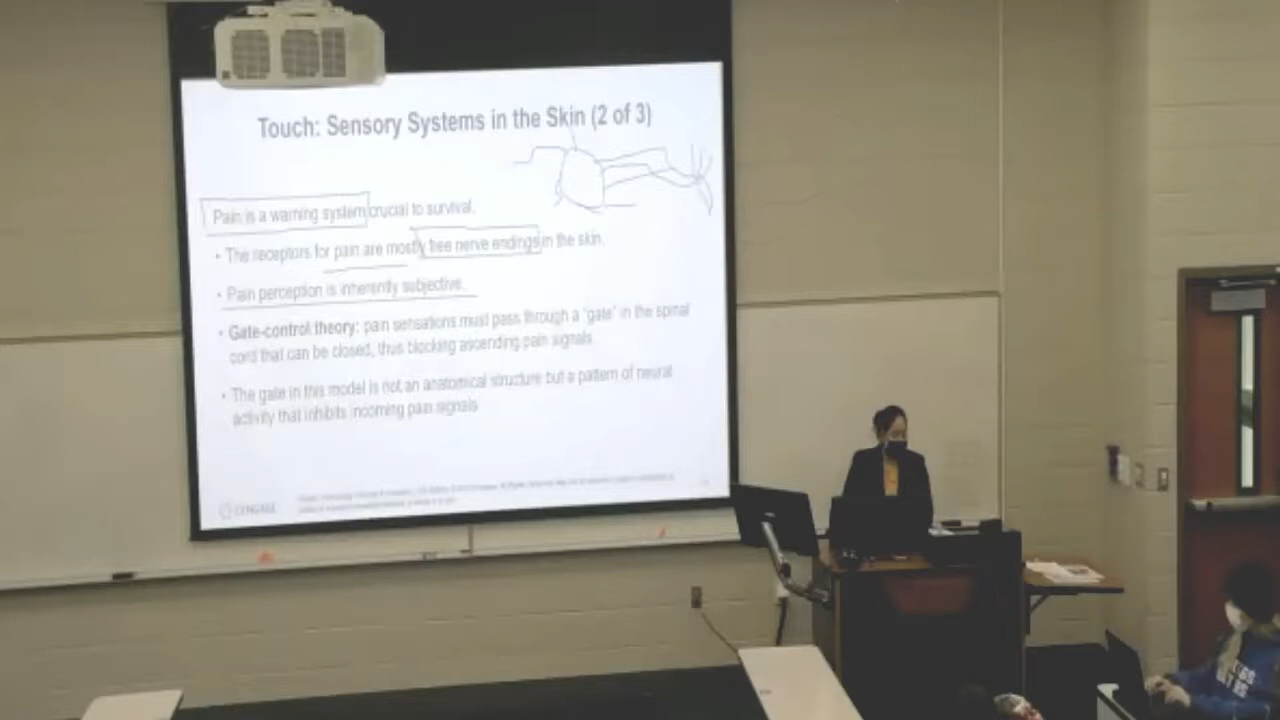 Touch: Sensory Systems in the Skin (2 of 3)
Pain is a warning system crucial to survival.
• The receptors for pain are mostly free nerve endings in the skin.
• Pain perception is inherently subjective.
• Gate-control theory: pain sensations must pass through a "gate" in the spinal
cord that can be closed, thus blocking ascending pain signals.
• The gate in this model is not an anatomical structure but a pattern of neural
activity that inhibits incoming pain signals
CENGAGE